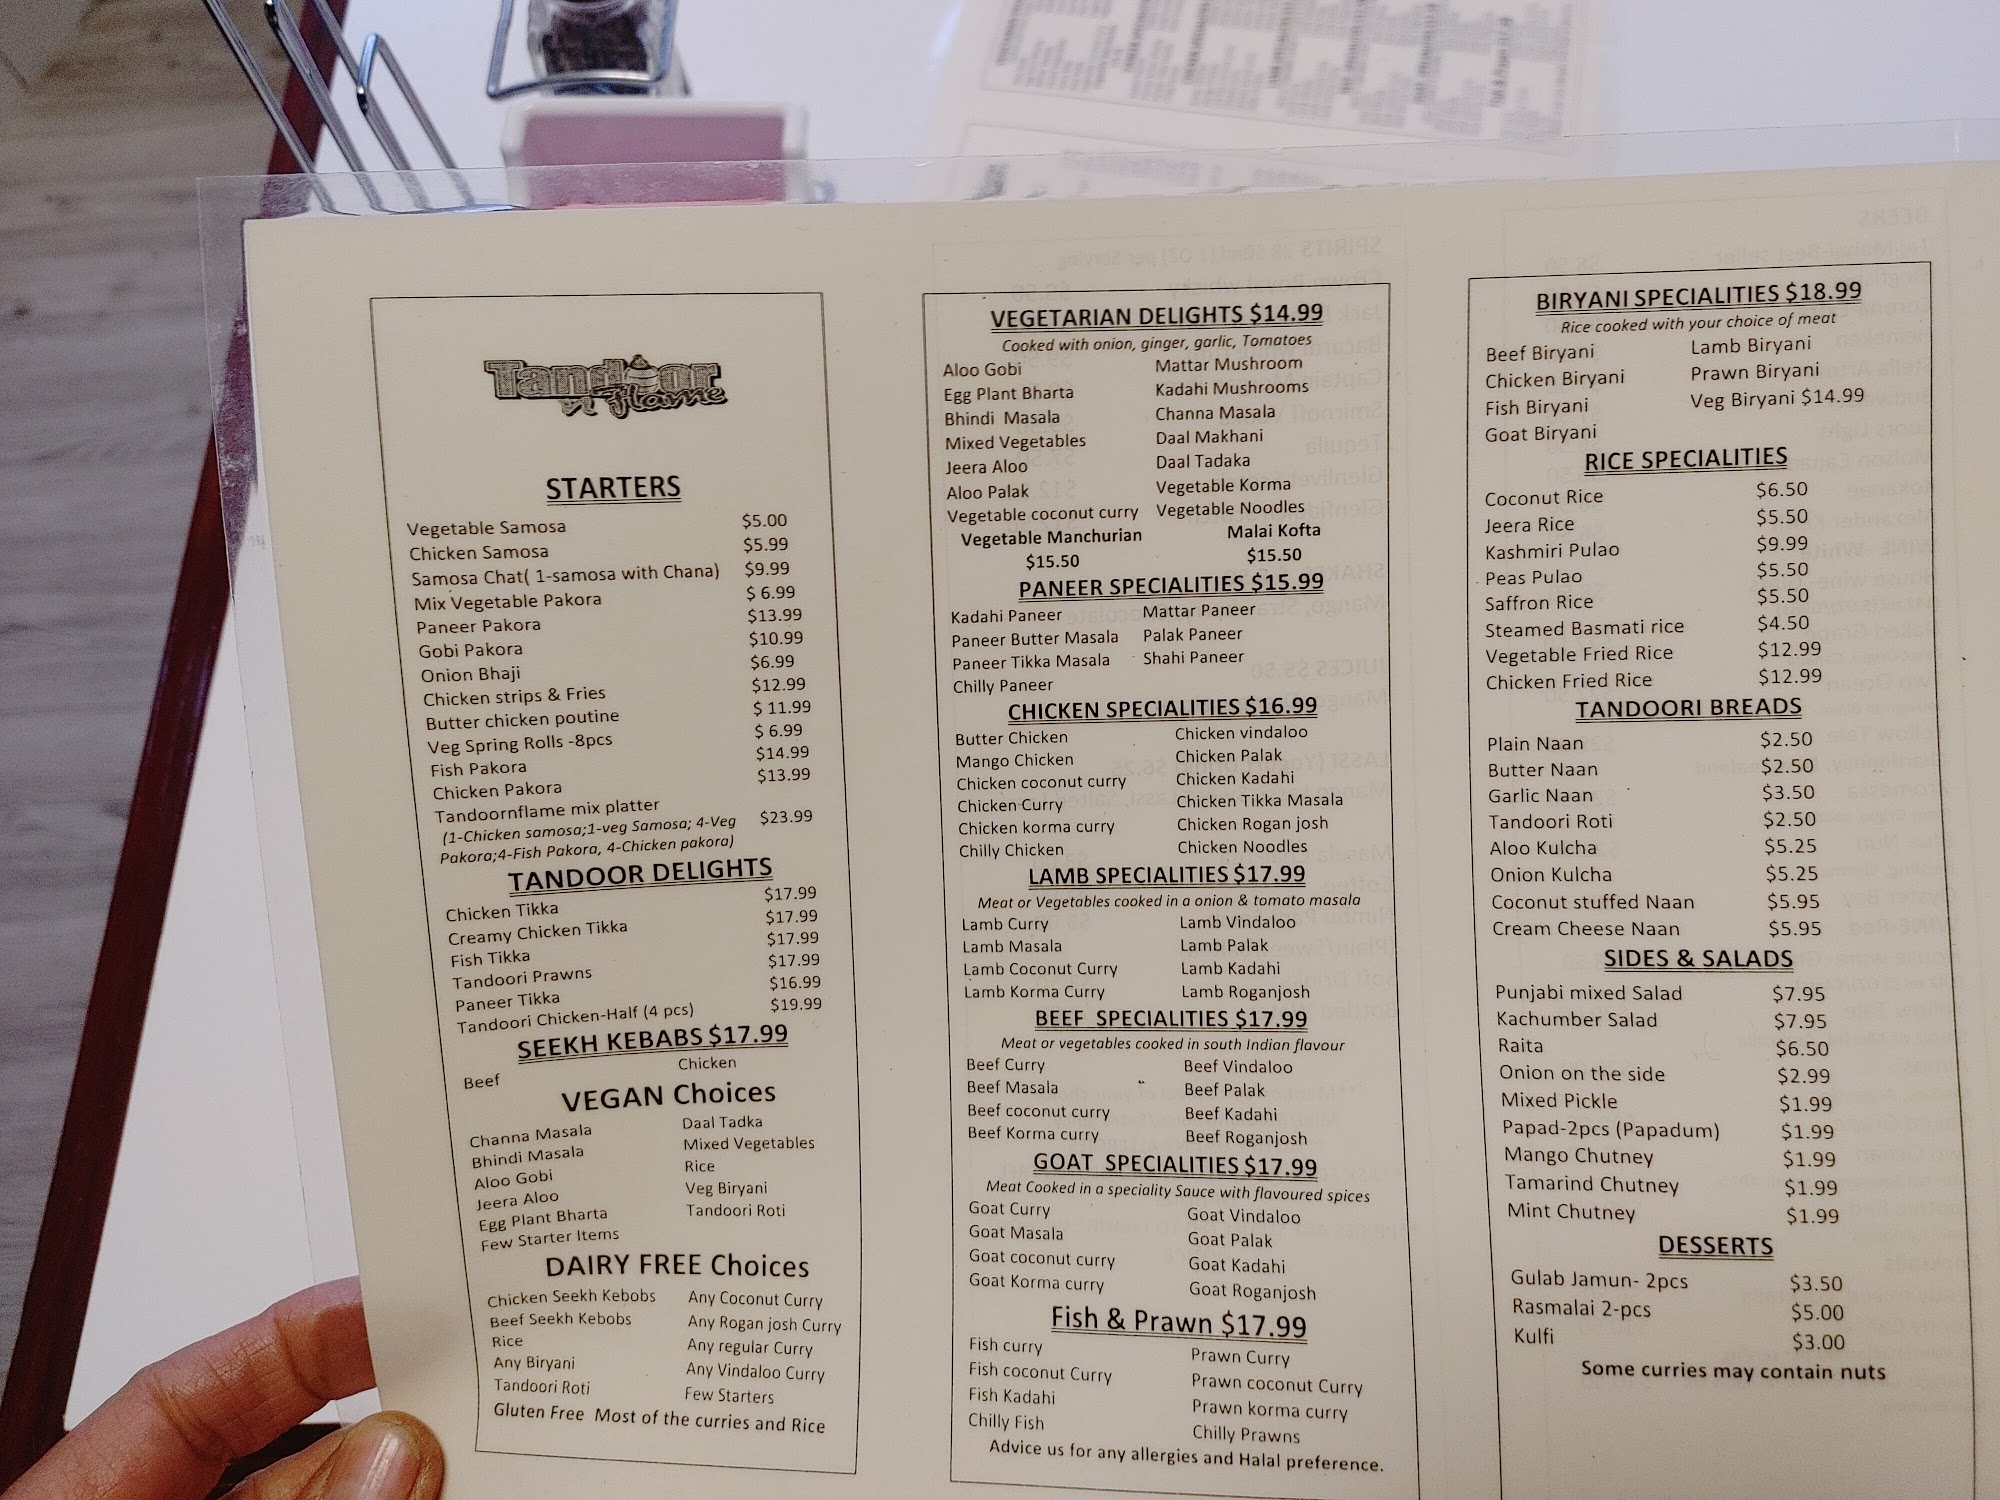 Tandoor
n flame
STARTERS
Vegetable Samosa $5.00
Chicken Samosa $5.99
Samosa Chat( 1-samosa with Chana) $9.99
Mix Vegetable Pakora $ 6.99
Paneer Pakora $13.99
Gobi Pakora $10.99
Onion Bhaji $6.99
Chicken strips & Fries $12.99
Butter chicken poutine $ 11.99
Veg Spring Rolls -8pcs $ 6.99
Fish Pakora $14.99
Chicken Pakora $13.99
Tandoornflame mix platter
(1-Chicken samosa;1-veg Samosa; 4-Veg $23.99
Pakora;4-Fish Pakora, 4-Chicken pakora)
TANDOOR DELIGHTS
Chicken Tikka $17.99
Creamy Chicken Tikka $17.99
Fish Tikka $17.99
Tandoori Prawns $17.99
Paneer Tikka $16.99
Tandoori Chicken-Half (4 pcs) $19.99
SEEKH KEBABS $17.99
Beef Chicken
VEGAN Choices
Channa Masala Daal Tadka
Bhindi Masala Mixed Vegetables
Aloo Gobi Rice
Jeera Aloo Veg Biryani
Egg Plant Bharta Tandoori Roti
Few Starter Items
DAIRY FREE Choices
Chicken Seekh Kebobs Any Coconut Curry
Beef Seekh Kebobs Any Rogan josh Curry
Rice Any regular Curry
Any Biryani Any Vindaloo Curry
Tandoori Roti Few Starters
Gluten Free Most of the curries and Rice
VEGETARIAN DELIGHTS $14.99
Cooked with onion, ginger, garlic, Tomatoes
Aloo Gobi Mattar Mushroom
Egg Plant Bharta Kadahi Mushrooms
Bhindi Masala Channa Masala
Mixed Vegetables Daal Makhani
Jeera Aloo Daal Tadaka
Aloo Palak Vegetable Korma
Vegetable coconut curry Vegetable Noodles
Vegetable Manchurian Malai Kofta
$15.50 $15.50
PANEER SPECIALITIES $15.99
Kadahi Paneer Mattar Paneer
Paneer Butter Masala Palak Paneer
Paneer Tikka Masala Shahi Paneer
Chilly Paneer
CHICKEN SPECIALITIES $16.99
Butter Chicken Chicken vindaloo
Mango Chicken Chicken Palak
Chicken coconut curry Chicken Kadahi
Chicken Curry Chicken Tikka Masala
Chicken korma curry Chicken Rogan josh
Chilly Chicken Chicken Noodles
LAMB SPECIALITIES $17.99
Meat or Vegetables cooked in a onion & tomato masala
Lamb Curry Lamb Vindaloo
Lamb Masala Lamb Palak
Lamb Coconut Curry Lamb Kadahi
Lamb Korma Curry Lamb Roganjosh
BEEF SPECIALITIES $17.99
Meat or vegetables cooked in south Indian flavour
Beef Curry Beef Vindaloo
Beef Masala Beef Palak
Beef coconut curry Beef Kadahi
Beef Korma curry Beef Roganjosh
GOAT SPECIALITIES $17.99
Meat Cooked in a speciality Sauce with flavoured spices
Goat Curry Goat Vindaloo
Goat Masala Goat Palak
Goat coconut curry Goat Kadahi
Goat Korma curry Goat Roganjosh
Fish & Prawn $17.99
Fish curry Prawn Curry
Fish coconut Curry Prawn coconut Curry
Fish Kadahi Prawn korma curry
Chilly Fish Chilly Prawns
Advice us for any allergies and Halal preference.
BIRYANI SPECIALITIES $18.99
Rice cooked with your choice of meat
Beef Biryani Lamb Biryani
Chicken Biryani Prawn Biryani
Fish Biryani Veg Biryani $14.99
Goat Biryani
RICE SPECIALITIES
Coconut Rice $6.50
Jeera Rice $5.50
Kashmiri Pulao $9.99
Peas Pulao $5.50
Saffron Rice $5.50
Steamed Basmati rice $4.50
Vegetable Fried Rice $12.99
Chicken Fried Rice $12.99
TANDOORI BREADS
Plain Naan $2.50
Butter Naan $2.50
Garlic Naan $3.50
Tandoori Roti $2.50
Aloo Kulcha $5.25
Onion Kulcha $5.25
Coconut stuffed Naan $5.95
Cream Cheese Naan $5.95
SIDES & SALADS
Punjabi mixed Salad $7.95
Kachumber Salad $7.95
Raita $6.50
Onion on the side $2.99
Mixed Pickle $1.99
Papad-2pcs (Papadum) $1.99
Mango Chutney $1.99
Tamarind Chutney $1.99
Mint Chutney $1.99
DESSERTS
Gulab Jamun- 2pcs $3.50
Rasmalai 2-pcs $5.00
Kulfi $3.00
Some curries may contain nuts